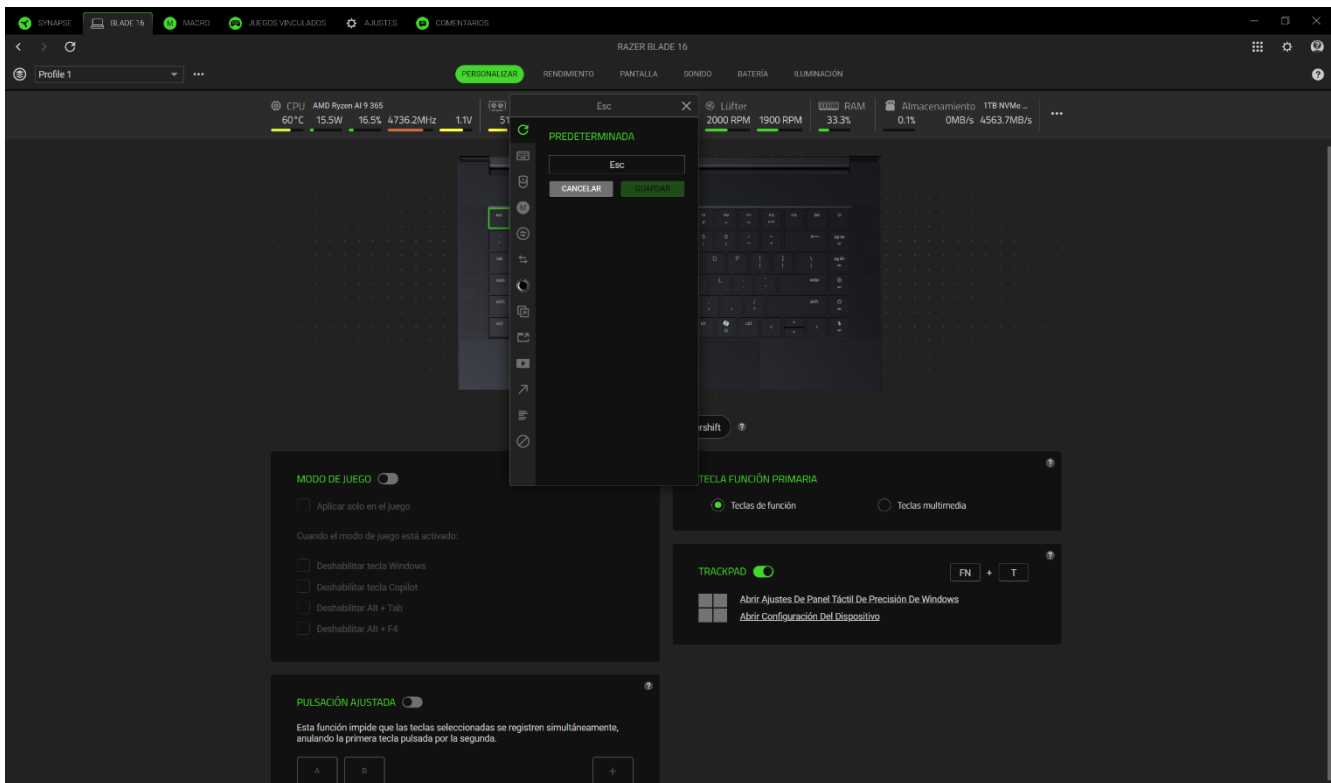 SYNAPSE BLADE 16 MACRO JUEGOS VINCULADOS AJUSTES COMENTARIOS
RAZER BLADE 16
Profile 1 PERSONALIZAR RENDIMIENTO PANTALLA SONIDO BATERÍA ILUMINACIÓN
CPU AMD Ryzen AI 9 365
60°C 15.5W 16.5% 4736.2MHz 1.1V 51
Lüfter
2000 RPM 1900 RPM
RAM
33.3%
Almacenamiento 1TB NVMe ...
0.1% 0MB/s 4563.7MB/s
Esc
PREDETERMINADA
Esc
CANCELAR GUARDAR
rshift
MODO DE JUEGO
Aplicar solo en el juego
Cuando el modo de juego está activado:
Deshabilitar tecla Windows
Deshabilitar tecla Copilot
Deshabilitar Alt + Tab
Deshabilitar Alt + F4
TECLA FUNCIÓN PRIMARIA
Teclas de función Teclas multimedia
TRACKPAD FN + T
Abrir Ajustes De Panel Táctil De Precisión De Windows
Abrir Configuración Del Dispositivo
PULSACIÓN AJUSTADA
Esta función impide que las teclas seleccionadas se registren simultáneamente,
anulando la primera tecla pulsada por la segunda.
A D +